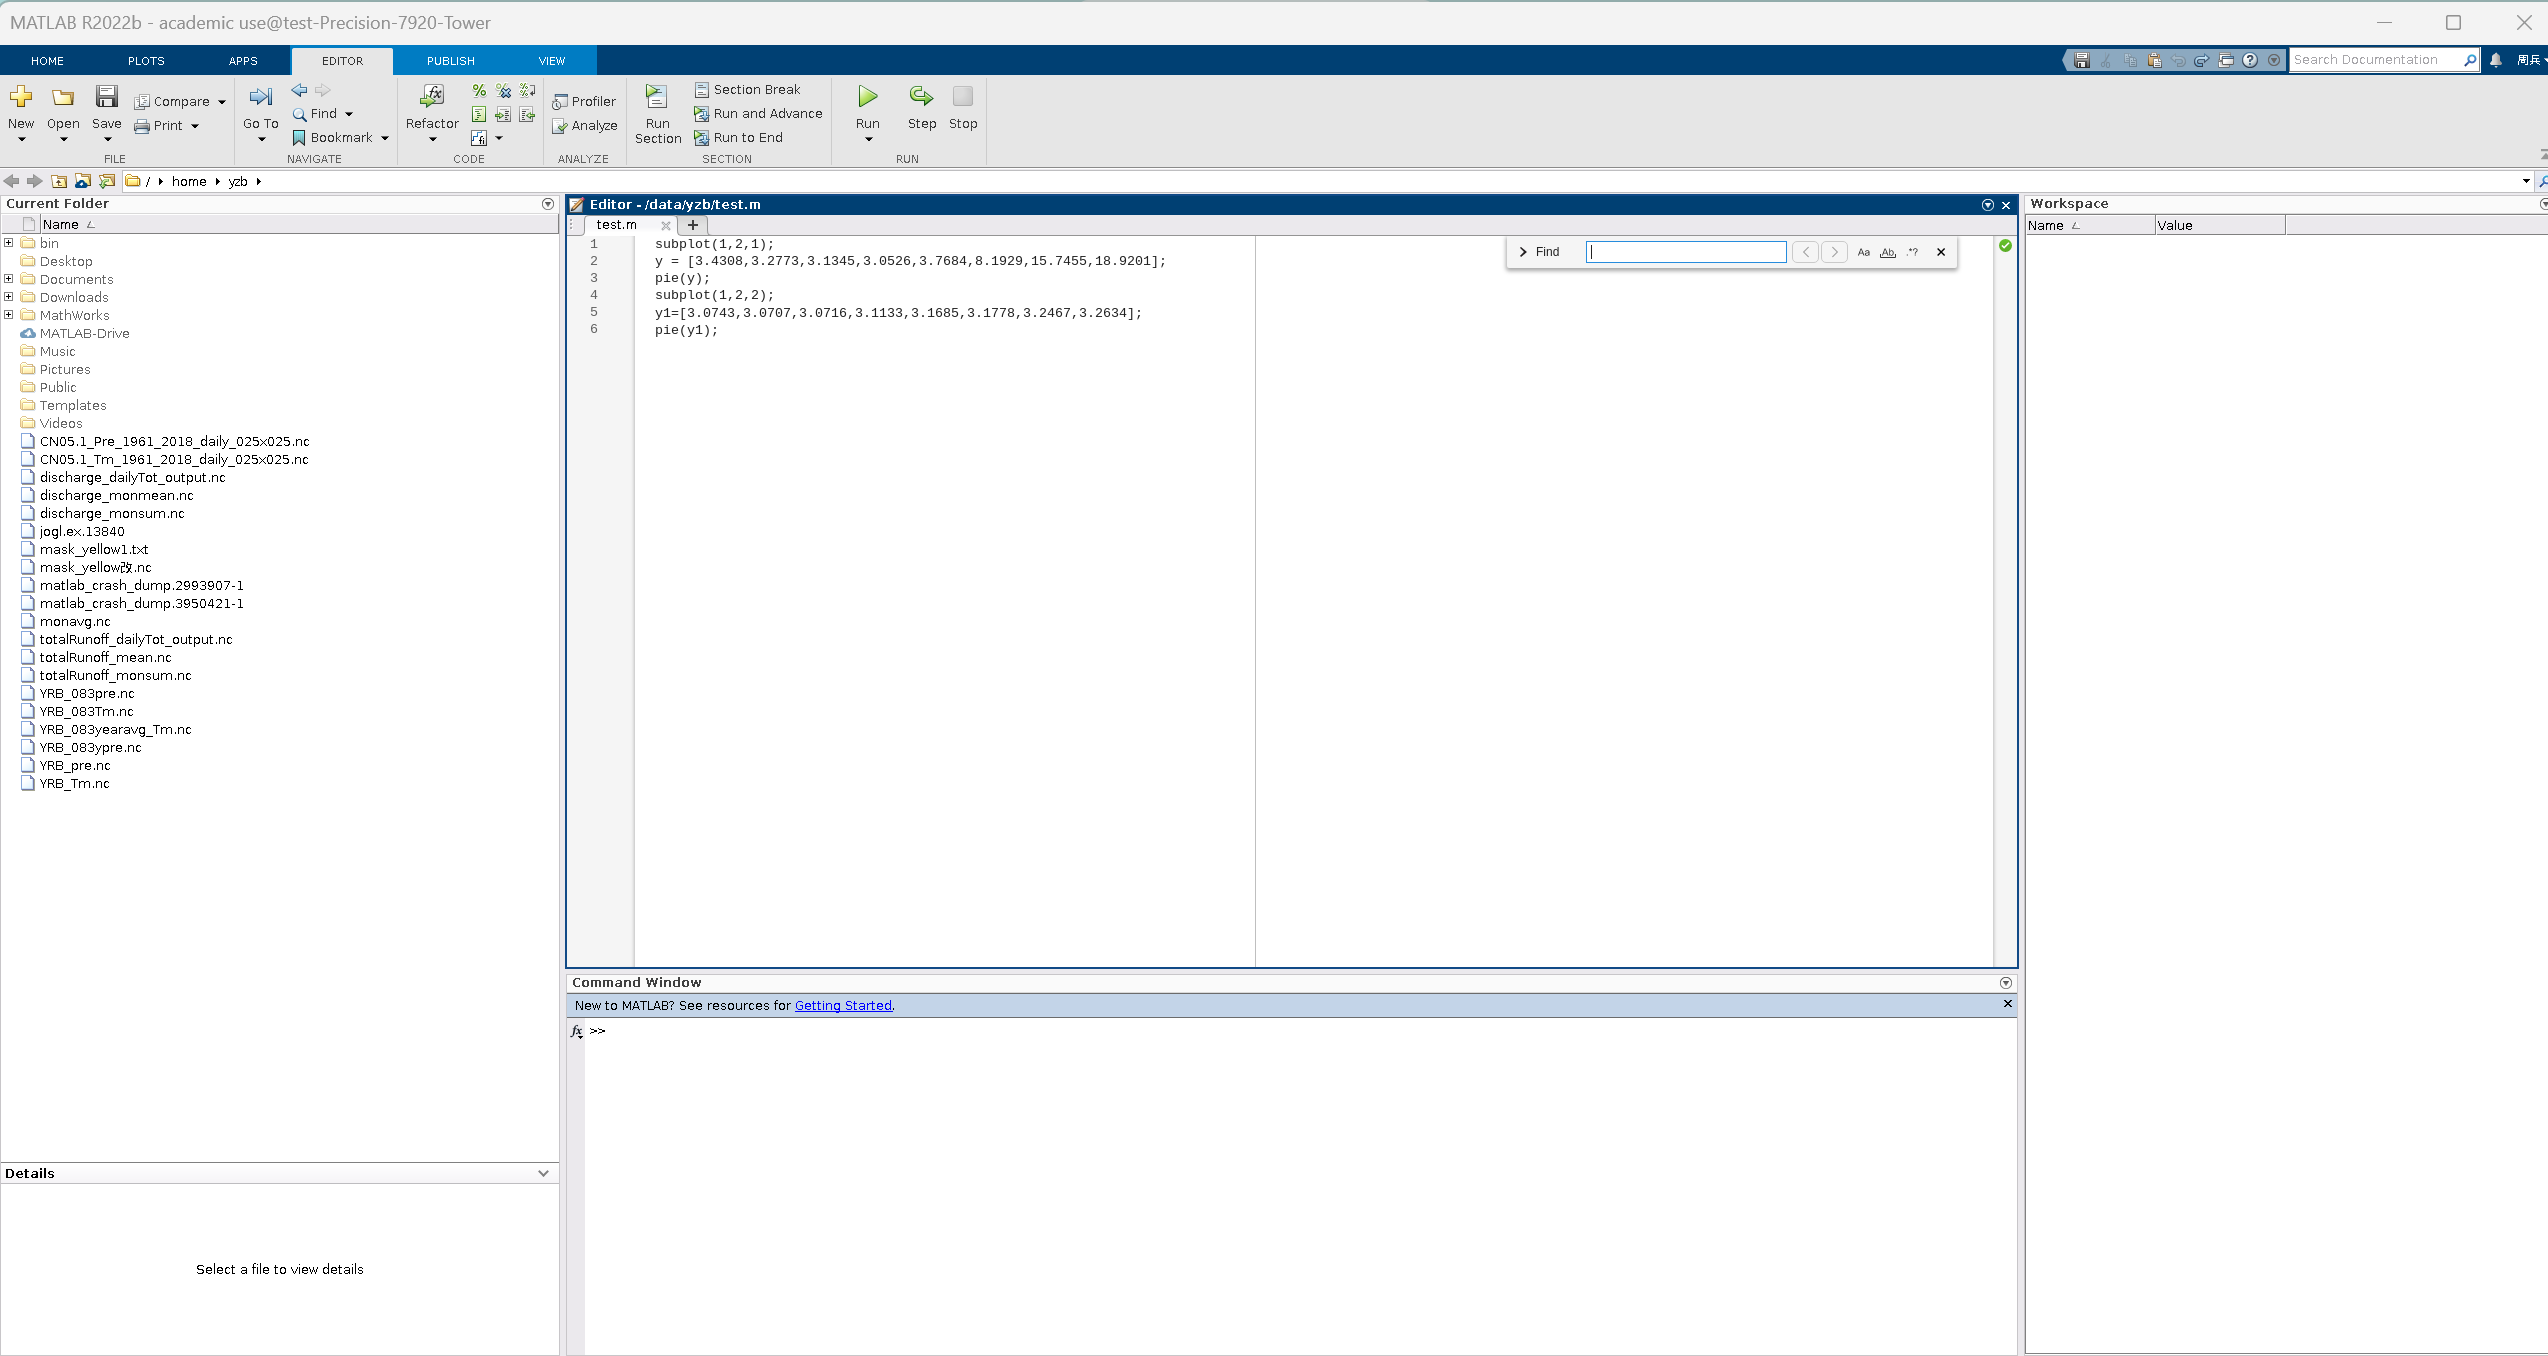 MATLAB R2022b - academic use@test-Precision-7920-Tower
HOME PLOTS APPS EDITOR PUBLISH VIEW Search Documentation 周兵
New Open Save Compare Print FILE
Go To Find Bookmark NAVIGATE
Refactor CODE
Profiler Analyze ANALYZE
Run Section Section Break Run and Advance Run to End SECTION
Run Step Stop RUN
/ home yzb
Current Folder
Name
bin
Desktop
Documents
Downloads
MathWorks
MATLAB-Drive
Music
Pictures
Public
Templates
Videos
CN05.1_Pre_1961_2018_daily_025x025.nc
CN05.1_Tm_1961_2018_daily_025x025.nc
discharge_dailyTot_output.nc
discharge_monmean.nc
discharge_monsum.nc
jogl.ex.13840
mask_yellow1.txt
mask_yellow改.nc
matlab_crash_dump.2993907-1
matlab_crash_dump.3950421-1
monavg.nc
totalRunoff_dailyTot_output.nc
totalRunoff_mean.nc
totalRunoff_monsum.nc
YRB_083pre.nc
YRB_083Tm.nc
YRB_083yearavg_Tm.nc
YRB_083ypre.nc
YRB_pre.nc
YRB_Tm.nc
Details
Select a file to view details
Editor - /data/yzb/test.m
test.m
1 subplot(1,2,1);
2 y = [3.4308,3.2773,3.1345,3.0526,3.7684,8.1929,15.7455,18.9201];
3 pie(y);
4 subplot(1,2,2);
5 y1=[3.0743,3.0707,3.0716,3.1133,3.1685,3.1778,3.2467,3.2634];
6 pie(y1);
Find Aa Ab, .*?
Command Window
New to MATLAB? See resources for Getting Started.
fx >>
Workspace
Name Value